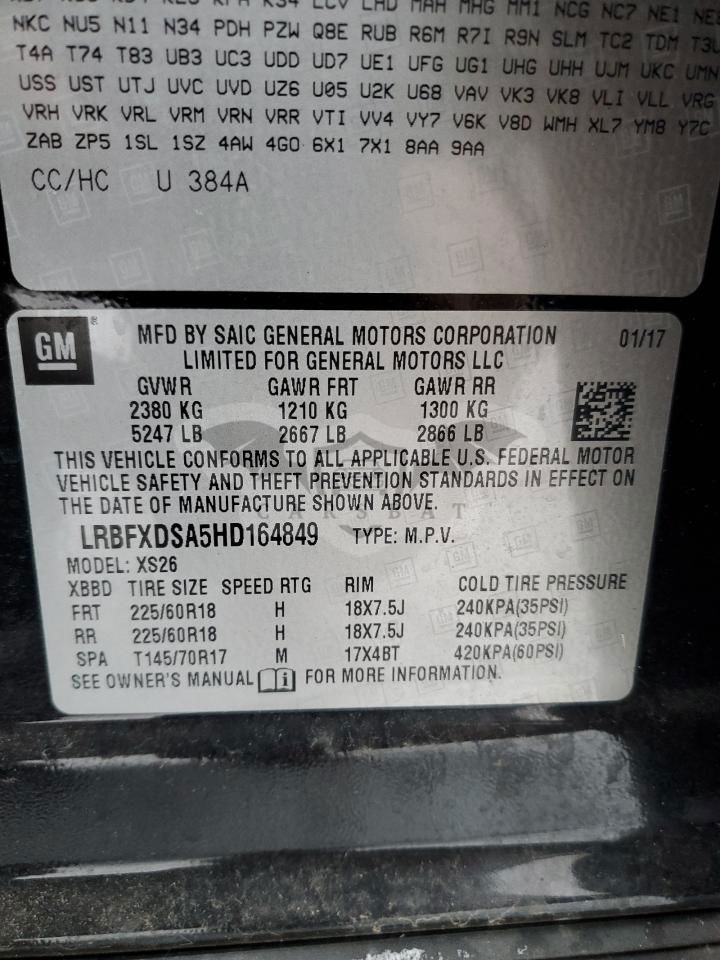 MAH MHG MM1 NCG NC7 NE1
NKC NU5 N11 N34 PDH PZW Q8E RUB R6M R7I R9N SLM TC2 TDM
T4A T74 T83 UB3 UC3 UDD UD7 UE1 UFG UG1 UHG UHH UJM UKC UMN
USS UST UTJ UVC UVD UZ6 U05 U2K U68 VAV VK3 VK8 VLI VLL VRG
VRH VRK VRL VRM VRN VRR VTI VV4 VY7 V6K V8D WMH XL7 YM8 Y7C
ZAB ZP5 1SL 1SZ 4AW 4G0 6X1 7X1 8AA 9AA
CC/HC U 384A
GM ® MFD BY SAIC GENERAL MOTORS CORPORATION 01/17
LIMITED FOR GENERAL MOTORS LLC
GVWR GAWR FRT GAWR RR
2380 KG 1210 KG 1300 KG
5247 LB 2667 LB 2866 LB
THIS VEHICLE CONFORMS TO ALL APPLICABLE U.S. FEDERAL MOTOR
VEHICLE SAFETY AND THEFT PREVENTION STANDARDS IN EFFECT ON
THE DATE OF MANUFACTURE SHOWN ABOVE.
CARSBAT
LRBFXDSA5HD164849 TYPE: M.P.V.
MODEL: XS26
XBBD TIRE SIZE SPEED RTG RIM COLD TIRE PRESSURE
FRT 225/60R18 H 18X7.5J 240KPA(35PSI)
RR 225/60R18 H 18X7.5J 240KPA(35PSI)
SPA T145/70R17 M 17X4BT 420KPA(60PSI)
SEE OWNER'S MANUAL i FOR MORE INFORMATION.